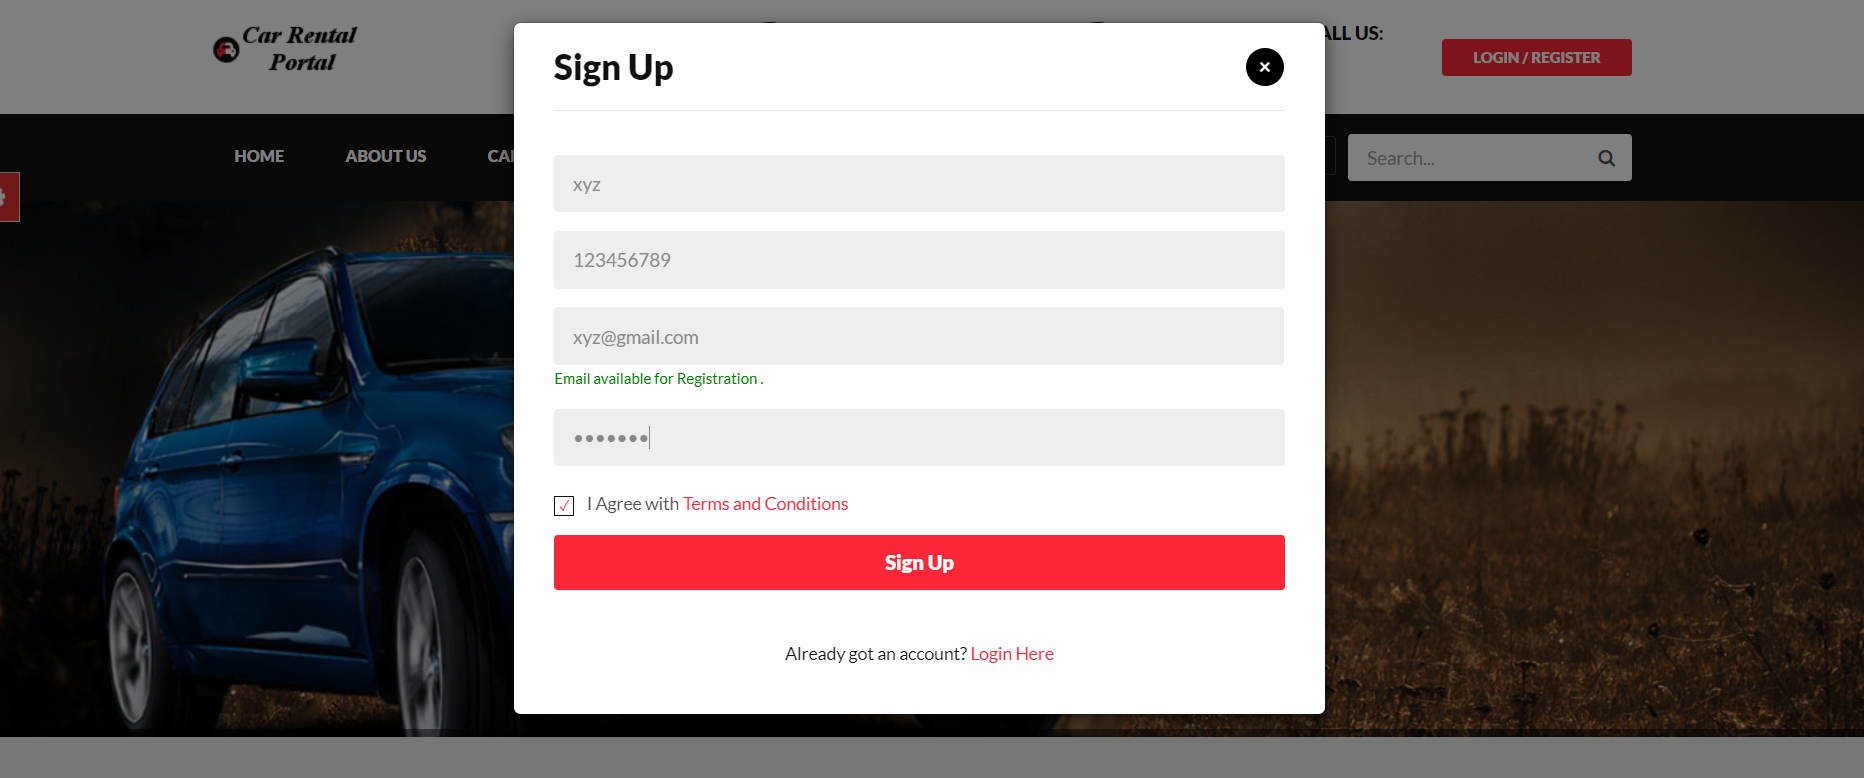 Car Rental
Portal
ALL US:
LOGIN / REGISTER
HOME
ABOUT US
CA
Search...
Sign Up
×
xyz
123456789
xyz@gmail.com
Email available for Registration .
•••••••
I Agree with Terms and Conditions
Sign Up
Already got an account? Login Here